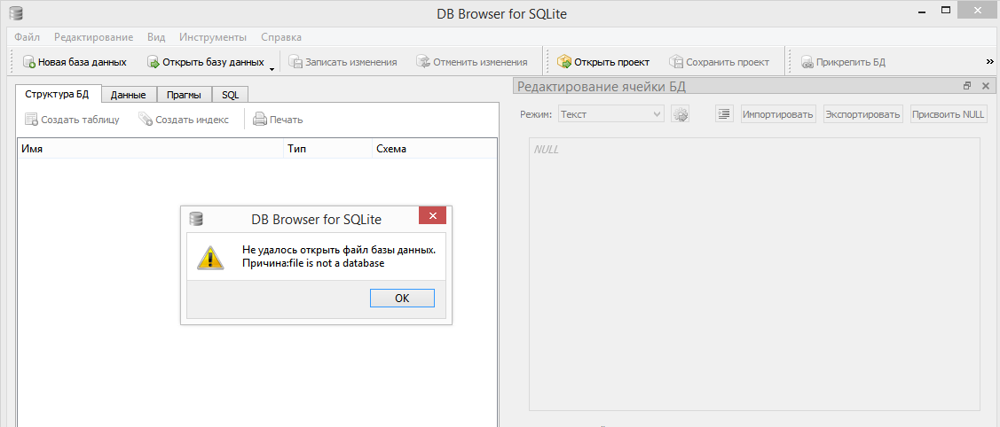 DB Browser for SQLite
Файл Редактирование Вид Инструменты Справка
Новая база данных Открыть базу данных Записать изменения Отменить изменения Открыть проект Сохранить проект Прикрепить БД »
Структура БД Данные Прагмы SQL
Создать таблицу Создать индекс Печать
Имя Тип Схема
Редактирование ячейки БД
Режим: Текст Импортировать Экспортировать Присвоить NULL
NULL
DB Browser for SQLite
Не удалось открыть файл базы данных.
Причина:file is not a database
OK